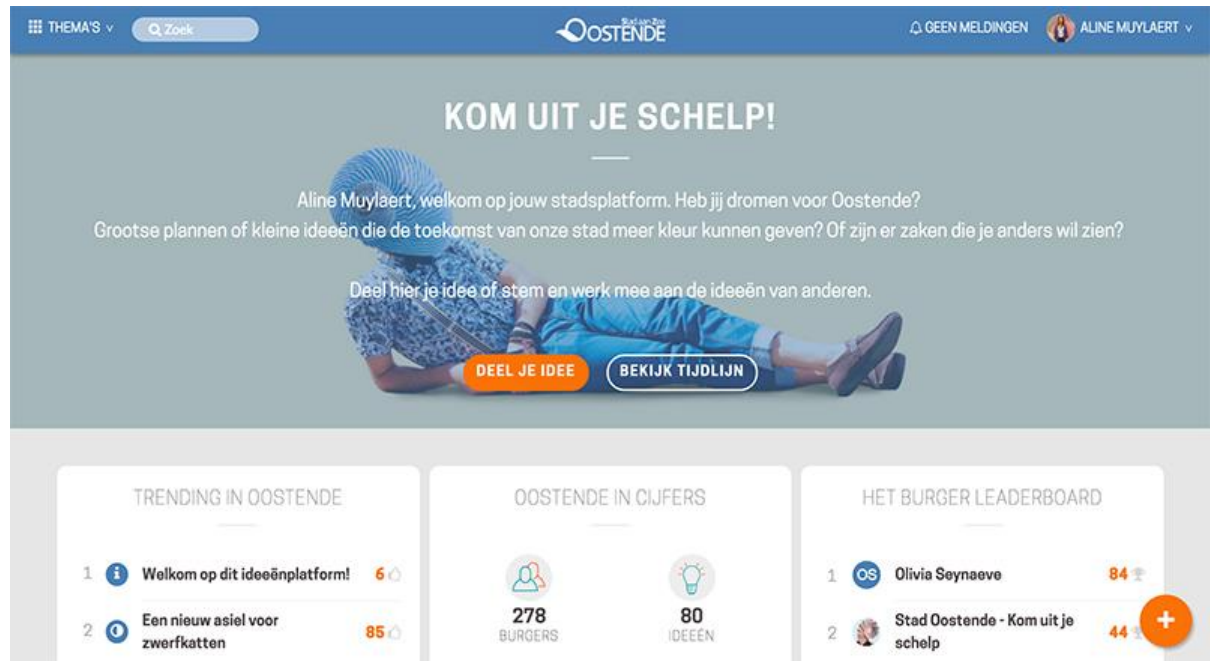 THEMA'S
Zoek
Stad aan Zee
OOSTENDE
GEEN MELDINGEN
ALINE MUYLAERT
KOM UIT JE SCHELP!
Aline Muylaert, welkom op jouw stadsplatform. Heb jij dromen voor Oostende?
Grootse plannen of kleine ideeën die de toekomst van onze stad meer kleur kunnen geven? Of zijn er zaken die je anders wil zien?
Deel hier je idee of stem en werk mee aan de ideeën van anderen.
DEEL JE IDEE
BEKIJK TIJDLIJN
TRENDING IN OOSTENDE
1 i Welkom op dit ideeënplatform! 6
2 Een nieuw asiel voor
zwerfkatten 85
OOSTENDE IN CIJFERS
278
BURGERS
80
IDEEËN
HET BURGER LEADERBOARD
1 OS Olivia Seynaeve 84
2 Stad Oostende - Kom uit je
schelp 44
+